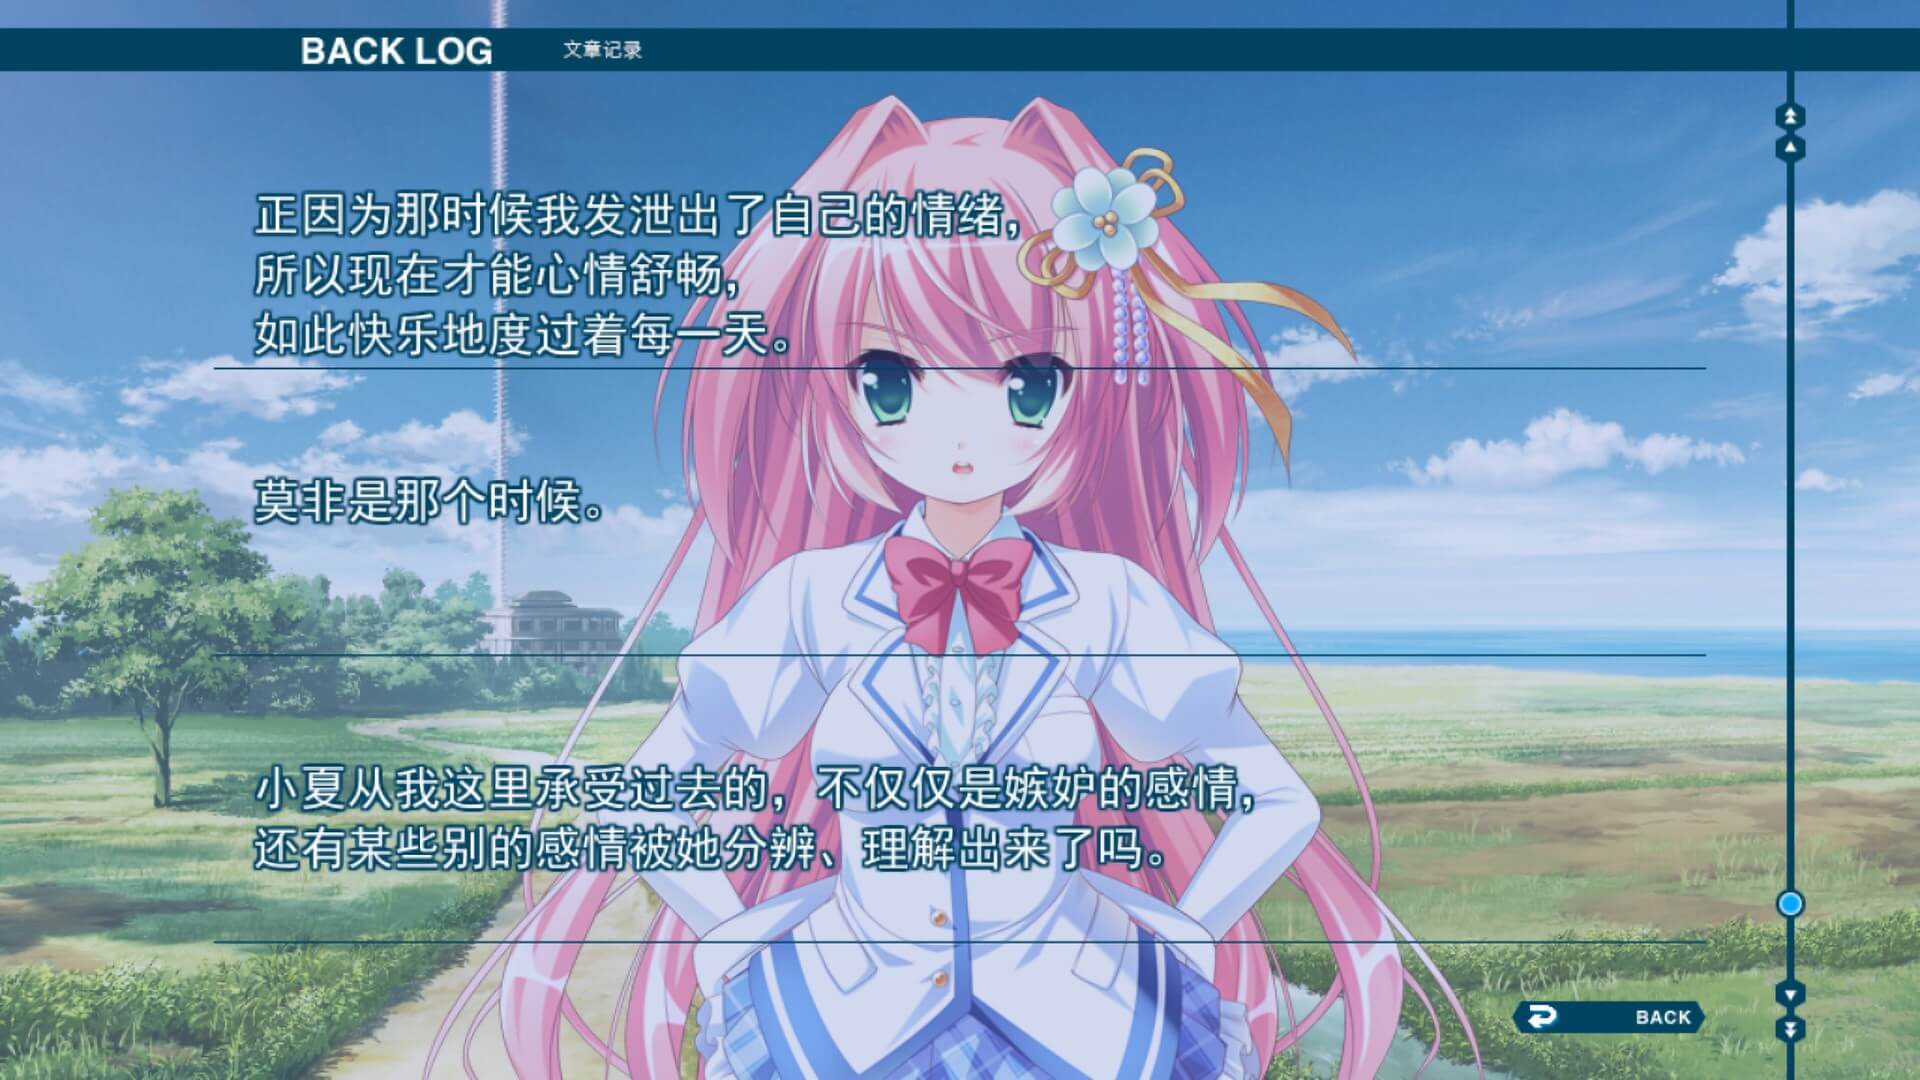 BACK LOG 文章记录
正因为那时候我发泄出了自己的情绪，
所以现在才能心情舒畅，
如此快乐地度过着每一天。
莫非是那个时候。
小夏从我这里承受过去的，不仅仅是嫉妒的感情，
还有某些别的感情被她分辨、理解出来了吗。
BACK